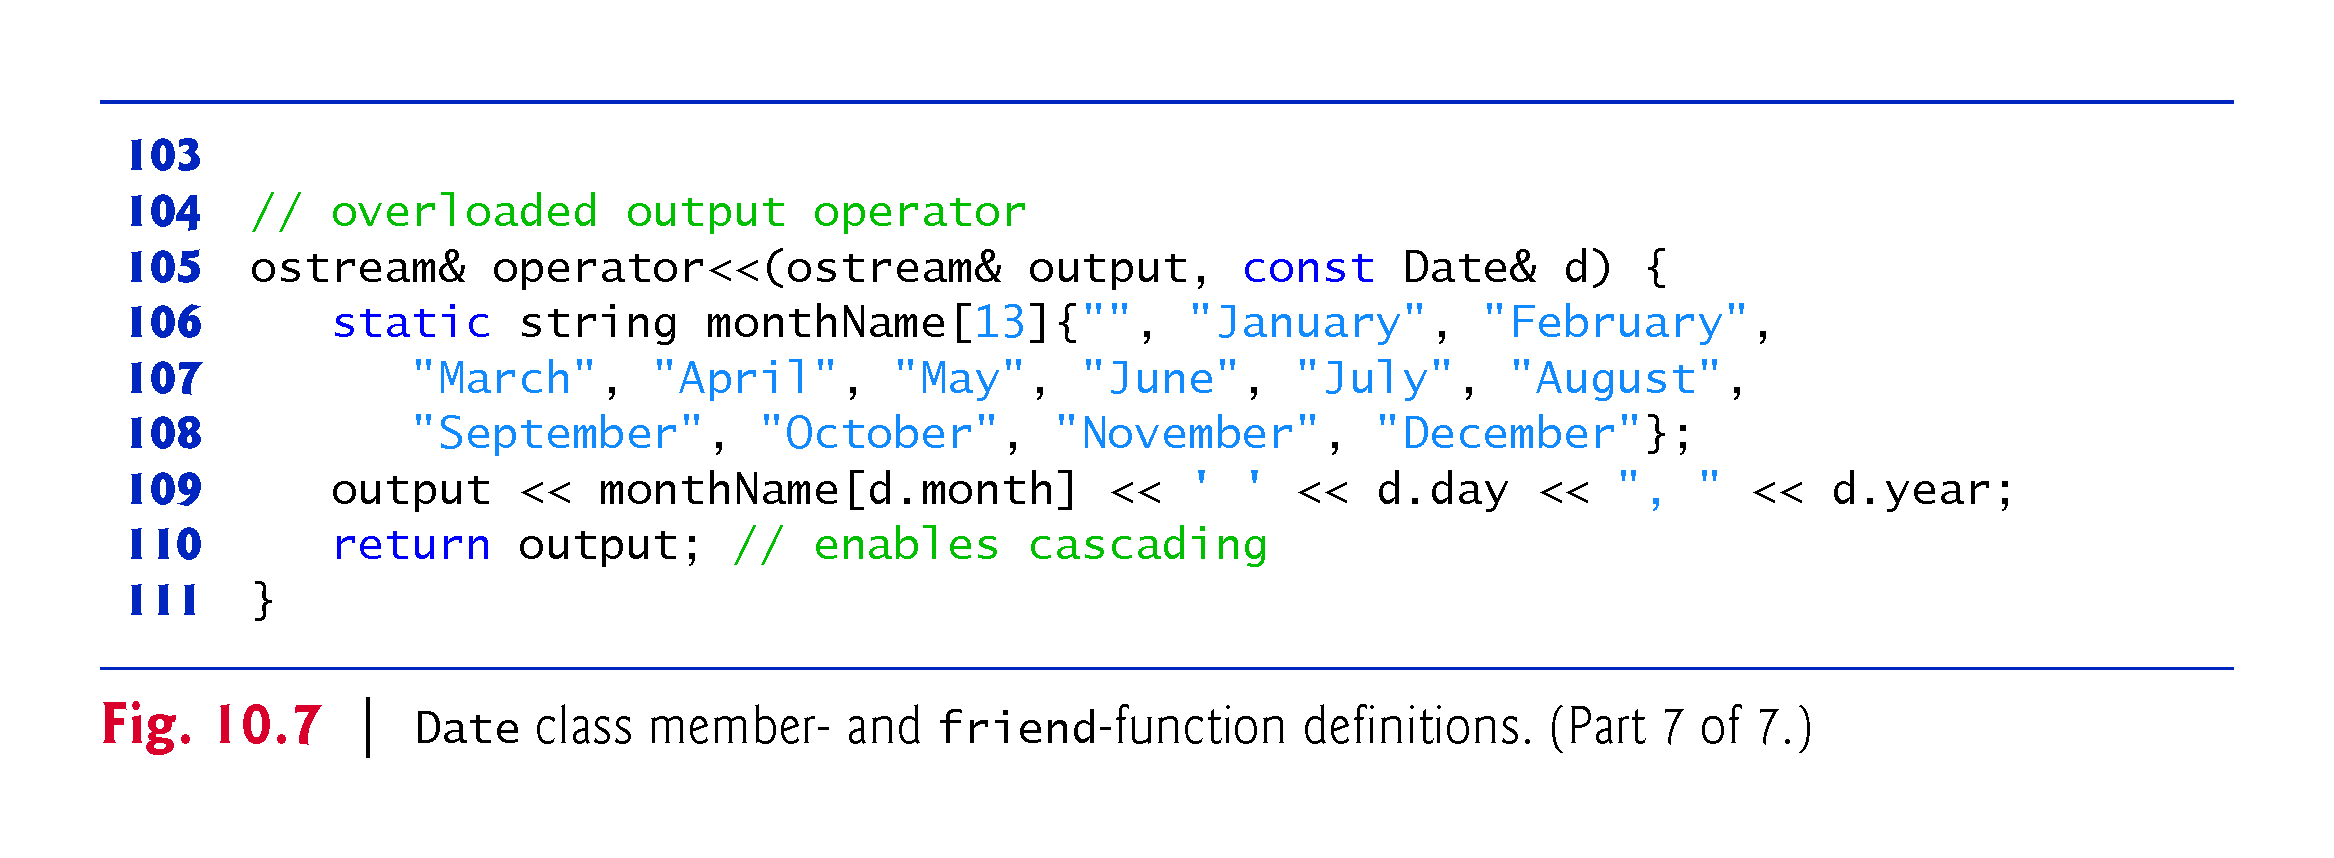 103
104 // overloaded output operator
105 ostream& operator<<(ostream& output, const Date& d) {
106    static string monthName[13]{"", "January", "February",
107       "March", "April", "May", "June", "July", "August",
108       "September", "October", "November", "December"};
109    output << monthName[d.month] << ' ' << d.day << ", " << d.year;
110    return output; // enables cascading
111 }
Fig. 10.7 | Date class member- and friend-function definitions. (Part 7 of 7.)